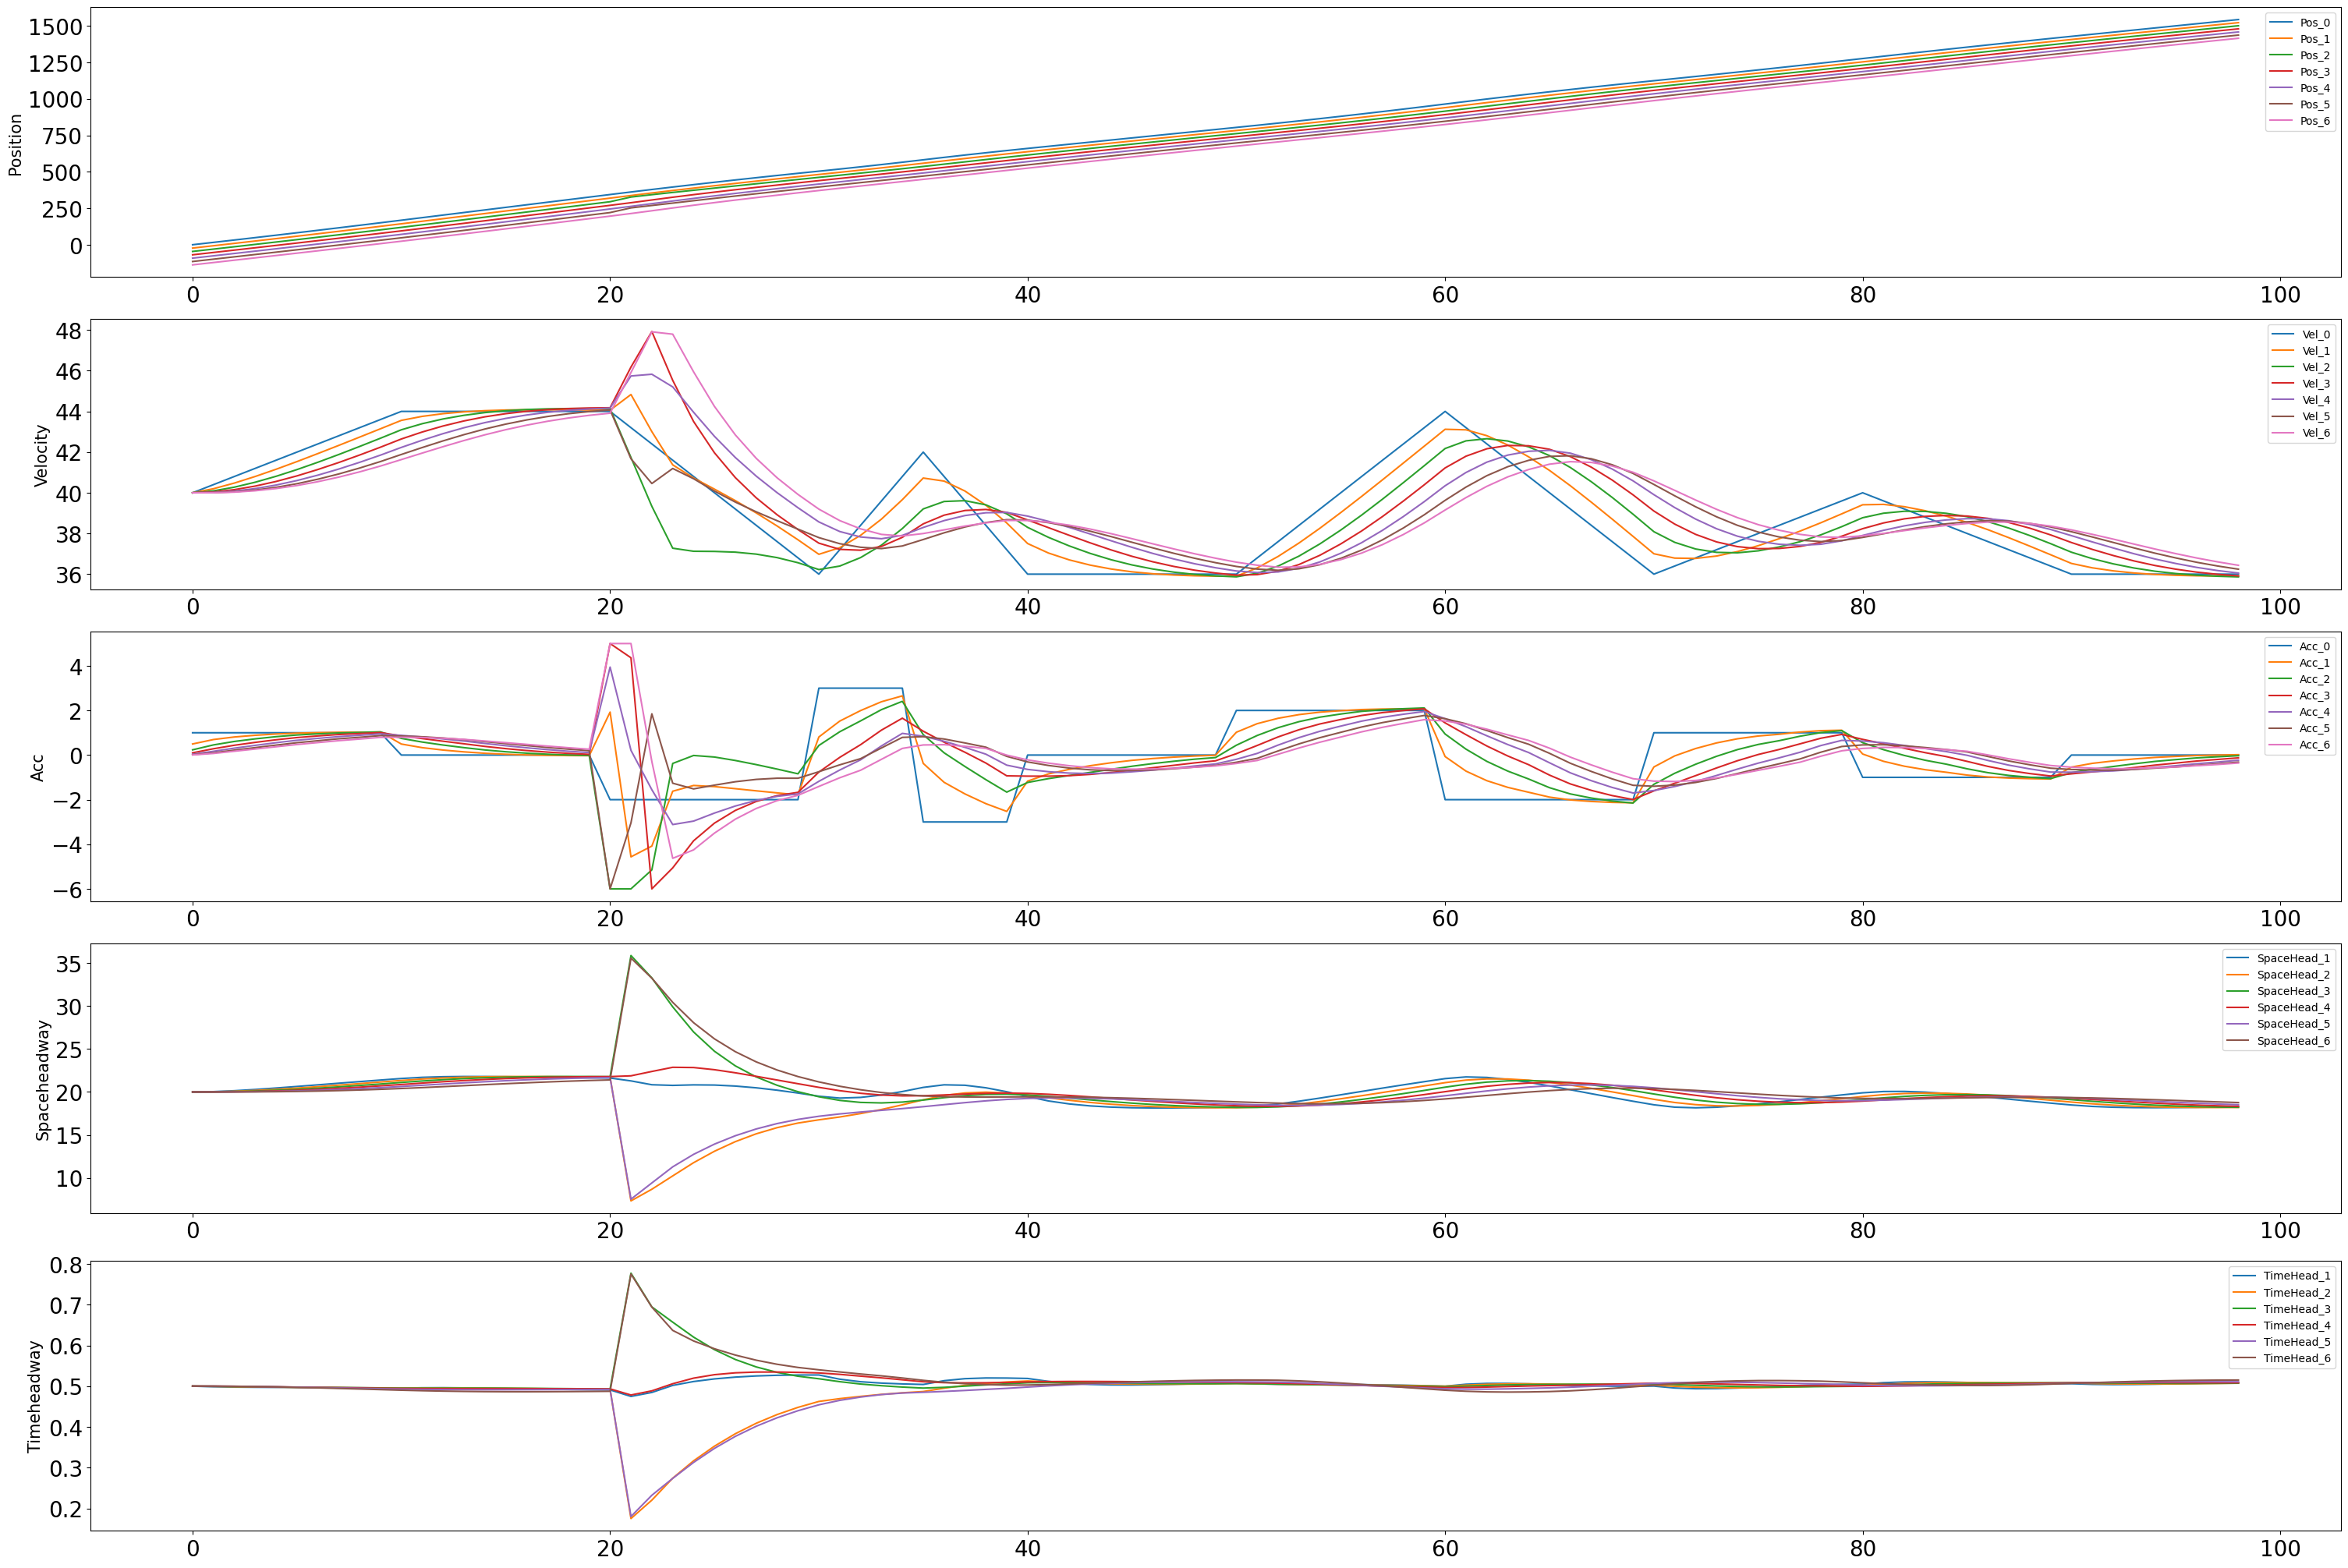 1500
1250
1000
750
500
250
0
Position
Pos_0
Pos_1
Pos_2
Pos_3
Pos_4
Pos_5
Pos_6
0 20 40 60 80 100
48
46
44
42
40
38
36
Velocity
Vel_0
Vel_1
Vel_2
Vel_3
Vel_4
Vel_5
Vel_6
0 20 40 60 80 100
4
2
0
−2
−4
−6
Acc
Acc_0
Acc_1
Acc_2
Acc_3
Acc_4
Acc_5
Acc_6
0 20 40 60 80 100
35
30
25
20
15
10
Spaceheadway
SpaceHead_1
SpaceHead_2
SpaceHead_3
SpaceHead_4
SpaceHead_5
SpaceHead_6
0 20 40 60 80 100
0.8
0.7
0.6
0.5
0.4
0.3
0.2
Timeheadway
TimeHead_1
TimeHead_2
TimeHead_3
TimeHead_4
TimeHead_5
TimeHead_6
0 20 40 60 80 100